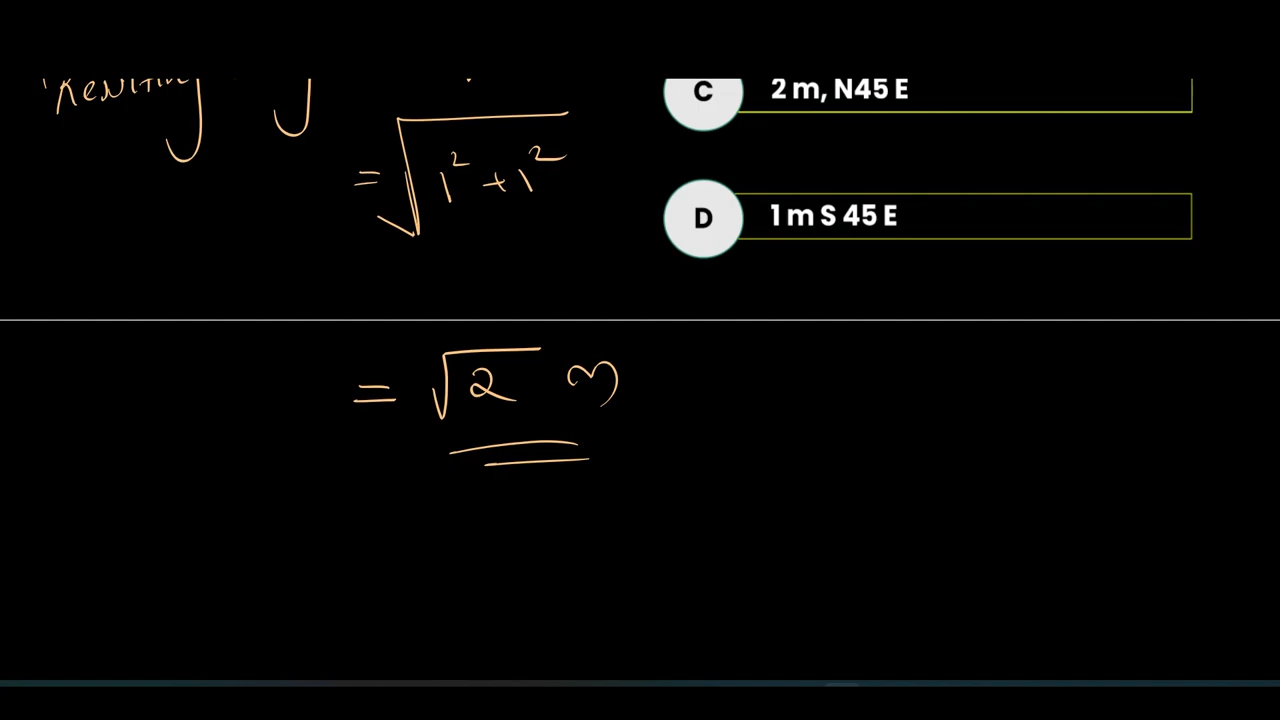 = √1² + 1²
C 2 m, N45 E
D 1 m S 45 E
= √2 m